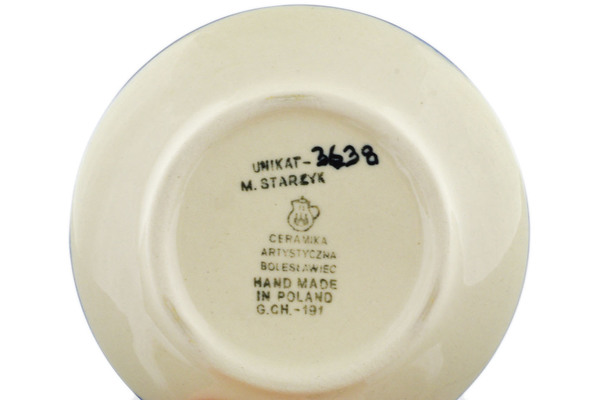 UNIKAT-3638
M. STARZYK
CERAMIKA
ARTYSTYCZNA
BOLESŁAWIEC
HAND MADE
IN POLAND
G.CH.-191